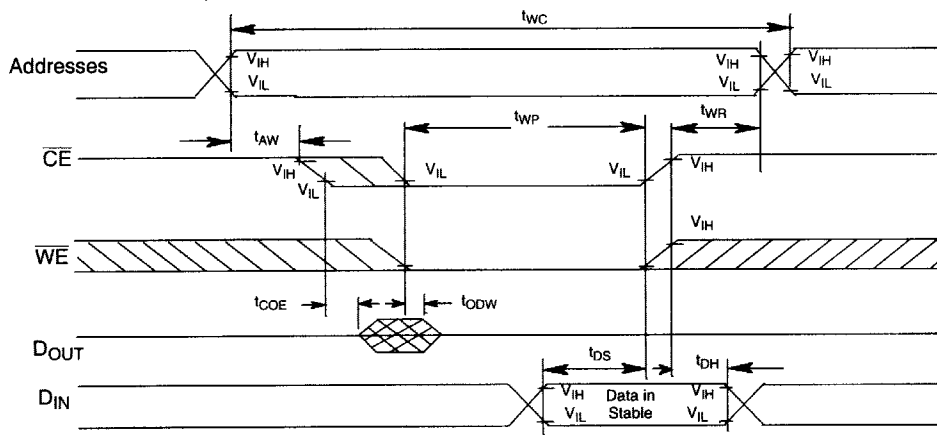 tWC
Addresses
VIH
VIL
VIH
VIL
VIH
VIL
tAW
tWP
tWR
CE
VIH
VIL
VIL
VIL
VIH
WE
VIH
tCOE
tODW
DOUT
tDS
tDH
DIN
VIH
VIL
Data in
Stable
VIH
VIL